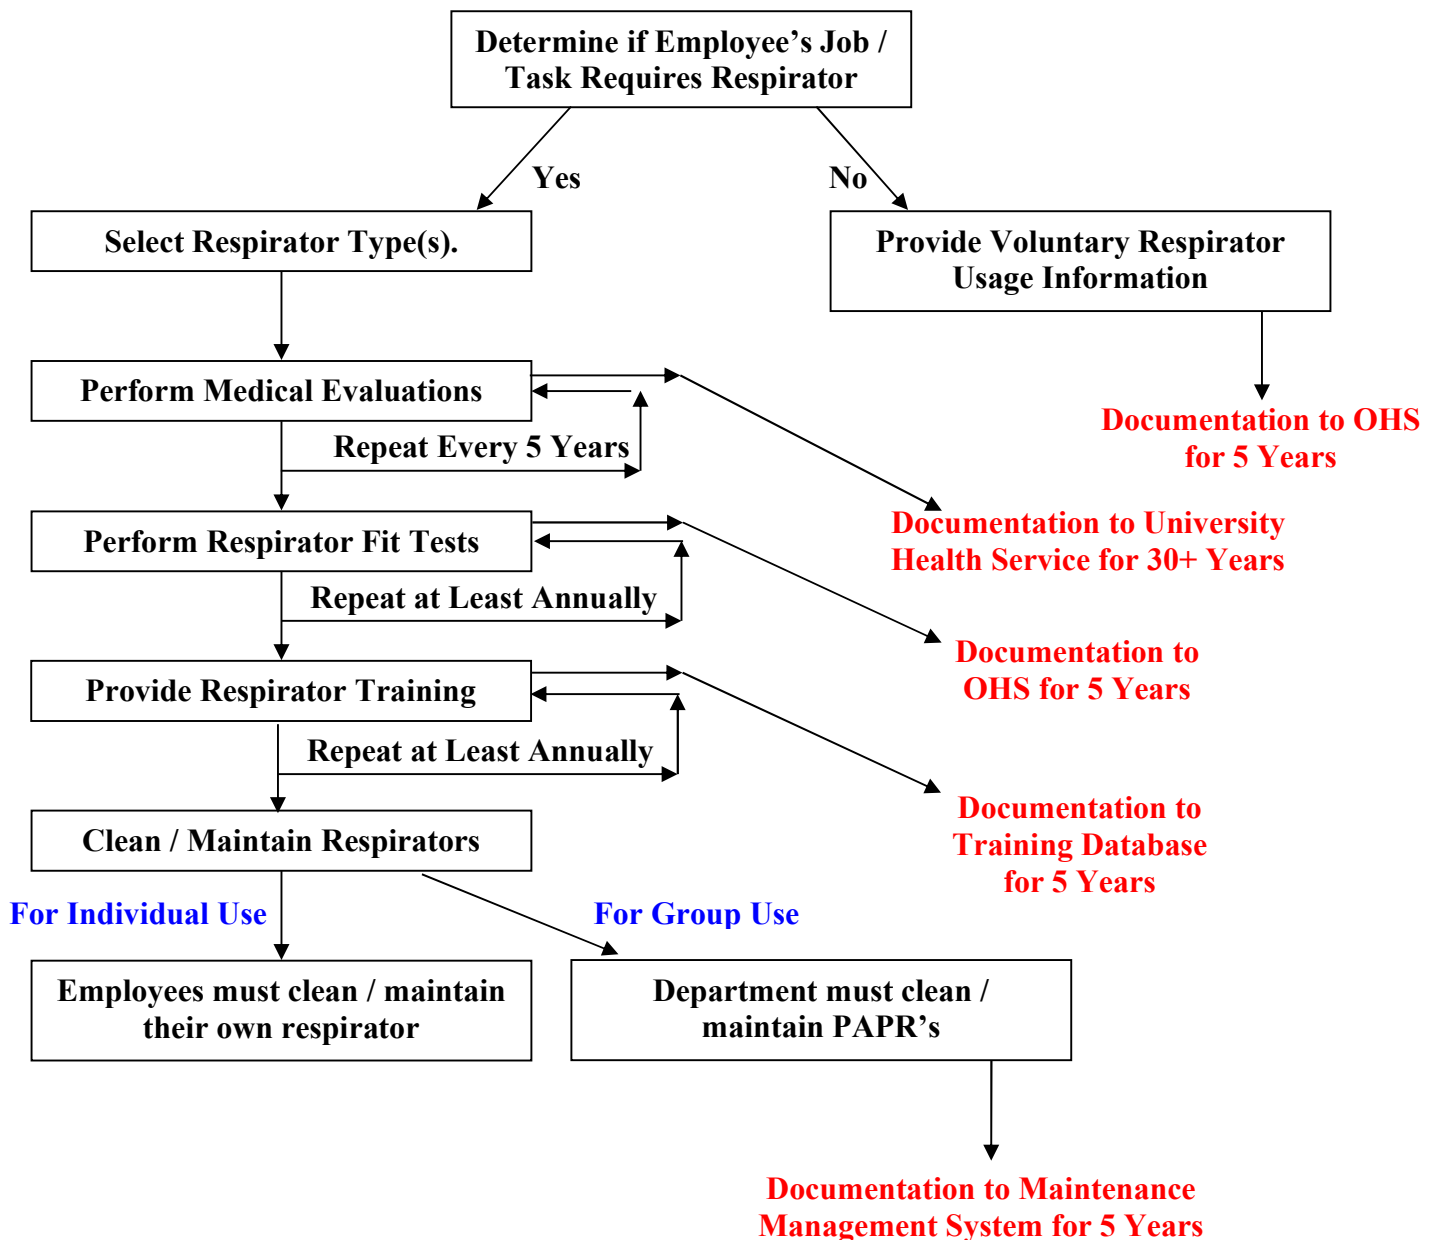 Determine if Employee’s Job /
Task Requires Respirator
Yes
No
Select Respirator Type(s).
Provide Voluntary Respirator
Usage Information
Perform Medical Evaluations
Documentation to OHS
for 5 Years
Repeat Every 5 Years
Documentation to University
Health Service for 30+ Years
Perform Respirator Fit Tests
Repeat at Least Annually
Documentation to
OHS for 5 Years
Provide Respirator Training
Repeat at Least Annually
Documentation to
Training Database
for 5 Years
Clean / Maintain Respirators
For Individual Use
For Group Use
Employees must clean / maintain
their own respirator
Department must clean /
maintain PAPR’s
Documentation to Maintenance
Management System for 5 Years